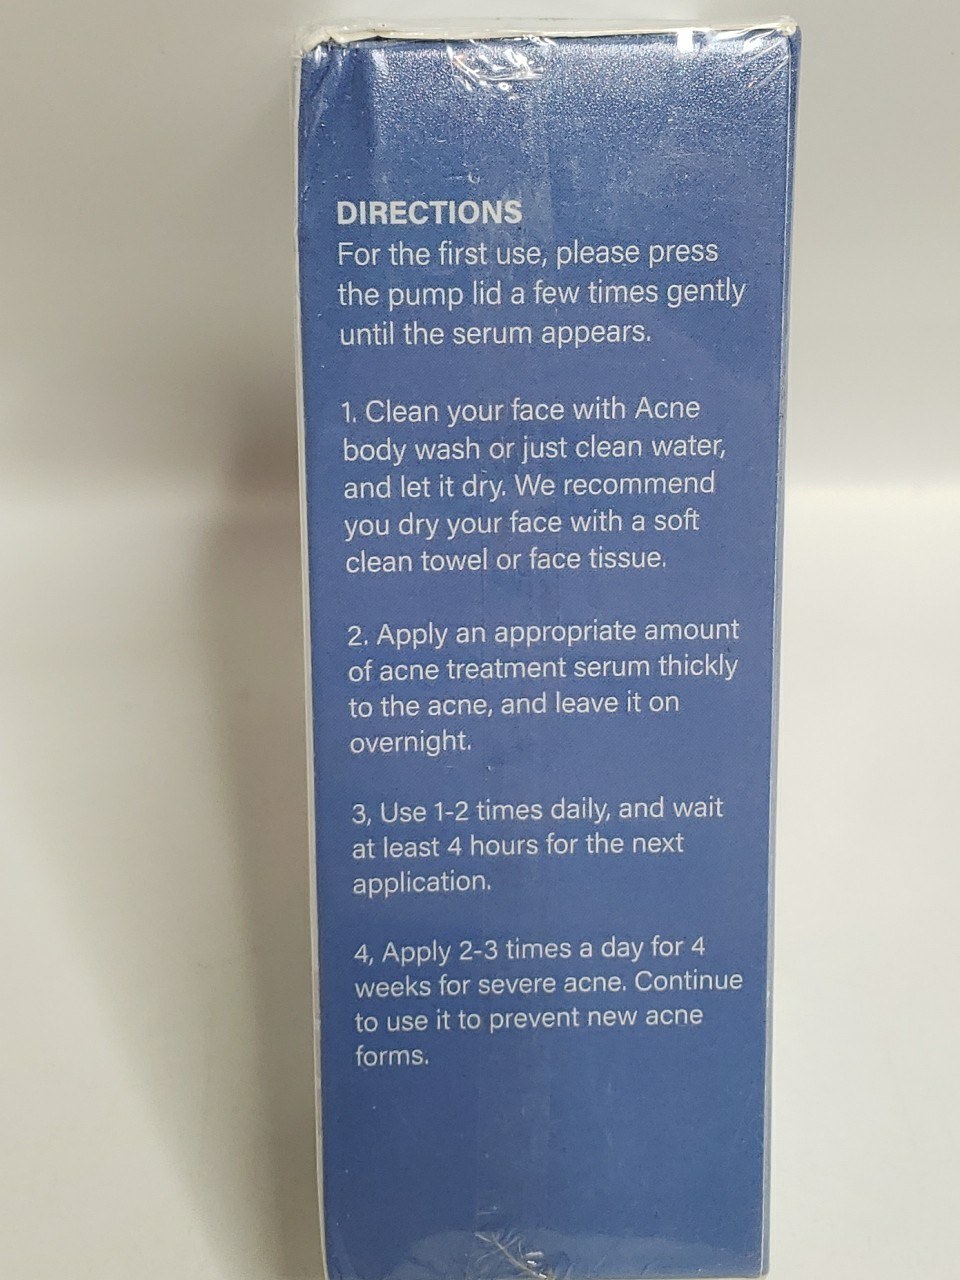 DIRECTIONS
For the first use, please press
the pump lid a few times gently
until the serum appears.
1. Clean your face with Acne
body wash or just clean water,
and let it dry. We recommend
you dry your face with a soft
clean towel or face tissue.
2. Apply an appropriate amount
of acne treatment serum thickly
to the acne, and leave it on
overnight.
3, Use 1-2 times daily, and wait
at least 4 hours for the next
application.
4, Apply 2-3 times a day for 4
weeks for severe acne. Continue
to use it to prevent new acne
forms.